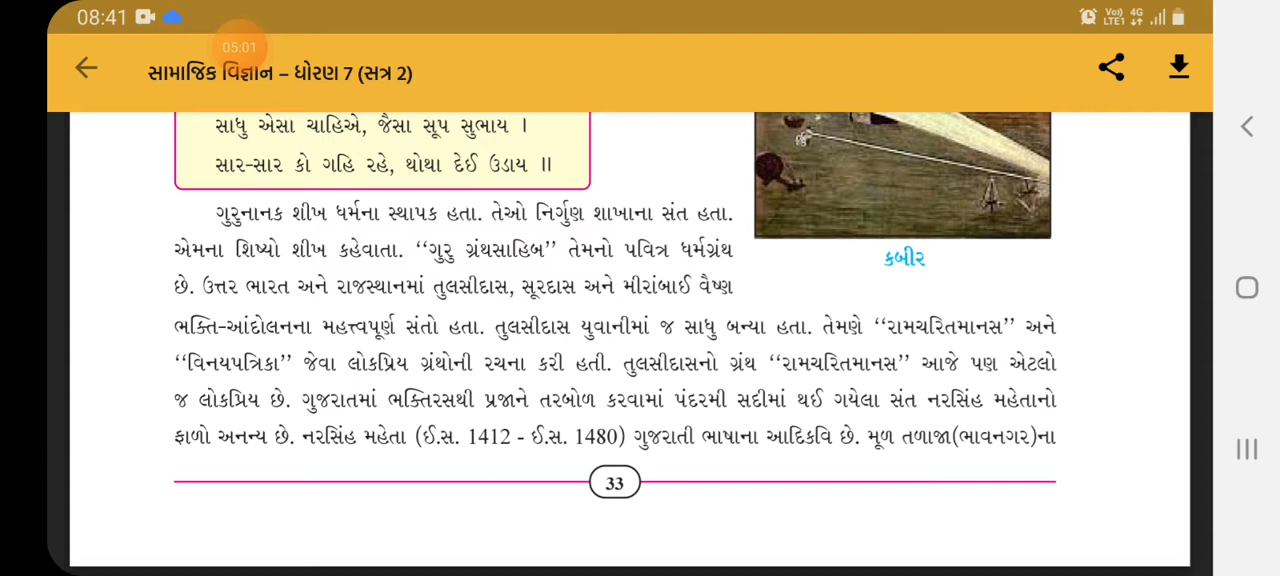 08:41
Vo)) 4G
LTE1
05:01
સામાજિક વિજ્ઞાન – ધોરણ 7 (સત્ર 2)
સાધુ એસા ચાહિએ, જૈસા સૂપ સુભાય ।
સાર-સાર કો ગહિ રહે, થોથા દેઈ ઉડાય ॥
ગુરુનાનક શીખ ધર્મના સ્થાપક હતા. તેઓ નિર્ગુણ શાખાના સંત હતા.
એમના શિષ્યો શીખ કહેવાતા. “ગુરુ ગ્રંથસાહિબ” તેમનો પવિત્ર ધર્મગ્રંથ
છે. ઉત્તર ભારત અને રાજસ્થાનમાં તુલસીદાસ, સૂરદાસ અને મીરાંબાઈ વૈષ્ણ
કબીર
ભક્તિ-આંદોલનના મહત્ત્વપૂર્ણ સંતો હતા. તુલસીદાસ યુવાનીમાં જ સાધુ બન્યા હતા. તેમણે “રામચરિતમાનસ” અને
“વિનયપત્રિકા” જેવા લોકપ્રિય ગ્રંથોની રચના કરી હતી. તુલસીદાસનો ગ્રંથ “રામચરિતમાનસ” આજે પણ એટલો
જ લોકપ્રિય છે. ગુજરાતમાં ભક્તિરસથી પ્રજાને તરબોળ કરવામાં પંદરમી સદીમાં થઈ ગયેલા સંત નરસિંહ મહેતાનો
ફાળો અનન્ય છે. નરસિંહ મહેતા (ઈ.સ. 1412 - ઈ.સ. 1480) ગુજરાતી ભાષાના આદિકવિ છે. મૂળ તળાજા(ભાવનગર)ના
33